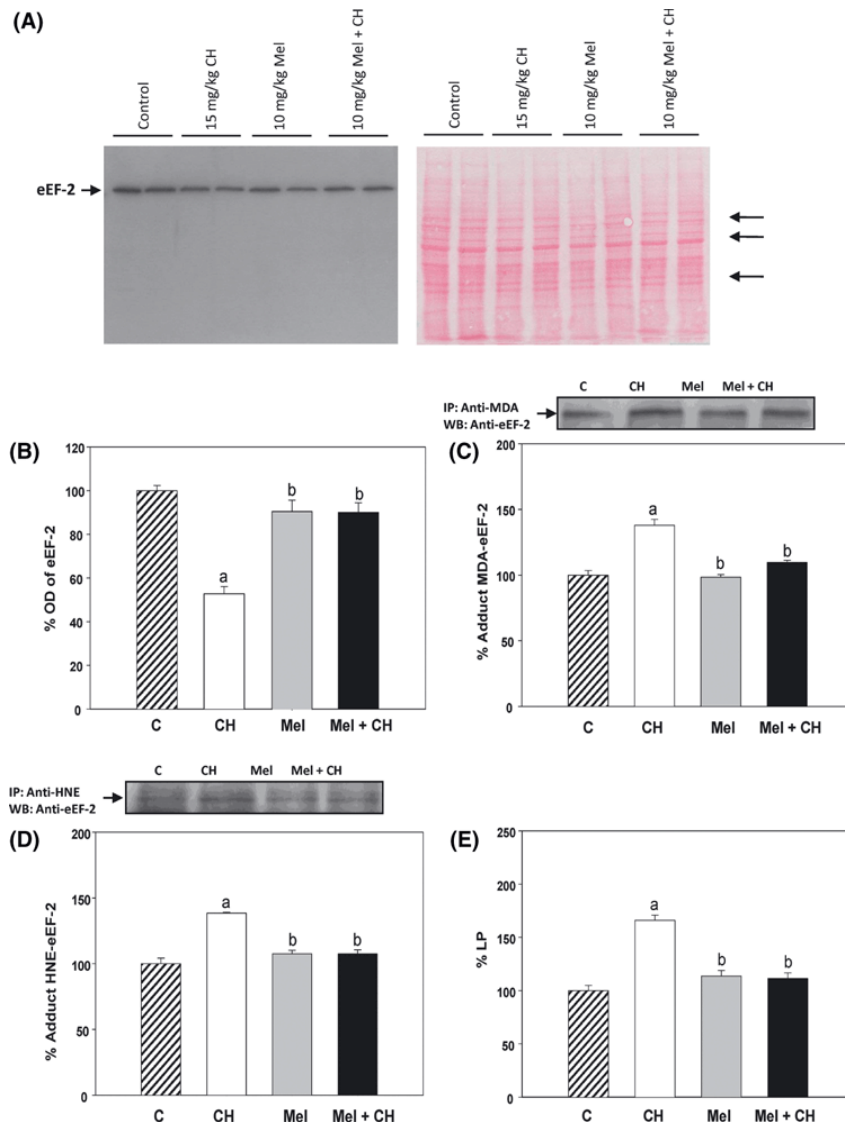 (A)
Control
15 mg/kg CH
10 mg/kg Mel
10 mg/kg Mel + CH
Control
15 mg/kg CH
10 mg/kg Mel
10 mg/kg Mel + CH
eEF-2
C CH Mel Mel + CH
IP: Anti-MDA
WB: Anti-eEF-2
(B)
% OD of eEF-2
120
100
80
60
40
20
0
a
b
b
C CH Mel Mel + CH
(C)
% Adduct MDA-eEF-2
200
150
100
50
0
a
b
b
C CH Mel Mel + CH
C CH Mel Mel + CH
IP: Anti-HNE
WB: Anti-eEF-2
(D)
% Adduct HNE-eEF-2
200
150
100
50
0
a
b
b
C CH Mel Mel + CH
(E)
% LP
250
200
150
100
50
0
a
b
b
C CH Mel Mel + CH